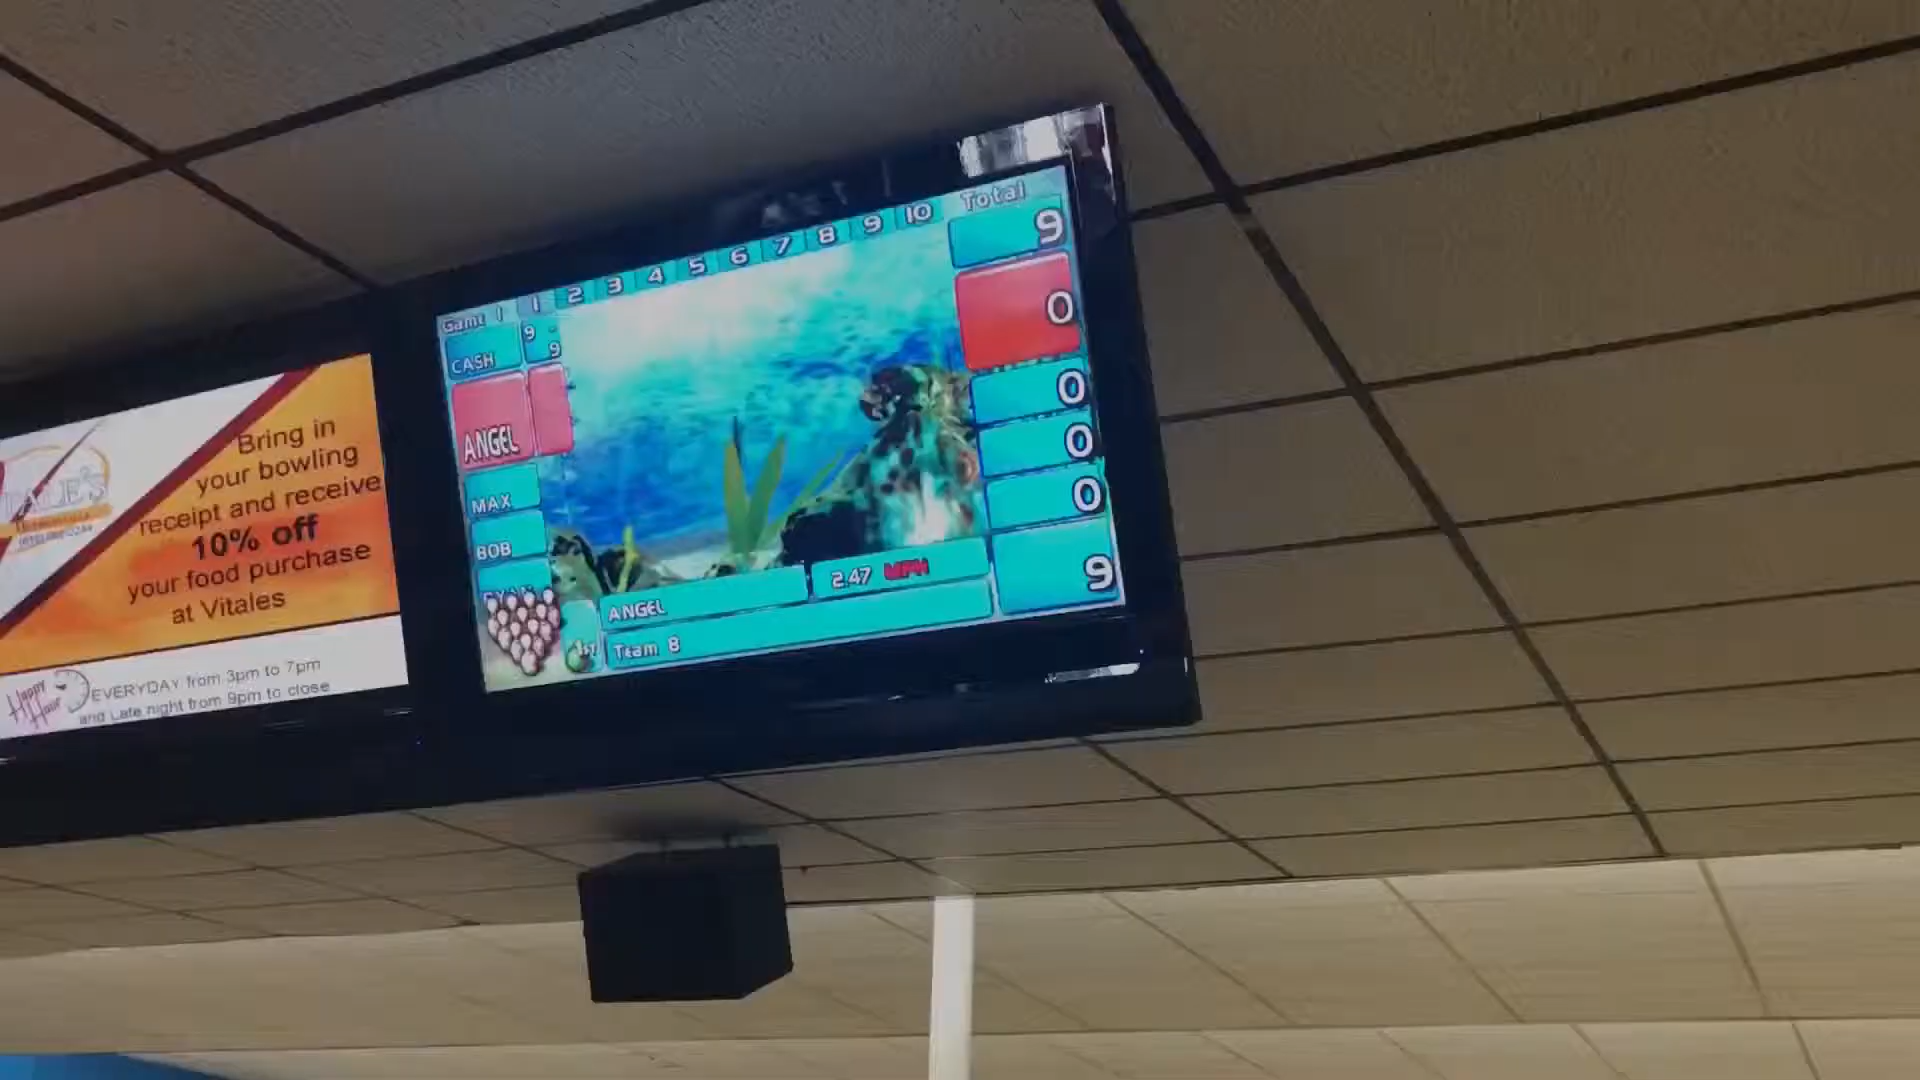 Bring in
your bowling
receipt and receive
10% off
your food purchase
at Vitales
Happy
Hour
EVERYDAY from 3pm to 7pm
and Late night from 9pm to close
Game 1 1 2 3 4 5 6 7 8 9 10 Total
CASH 9 - 9 9
ANGEL 0
MAX 0
BOB 0
0
ANGEL 2.47 MPH
1ST Team 8 9